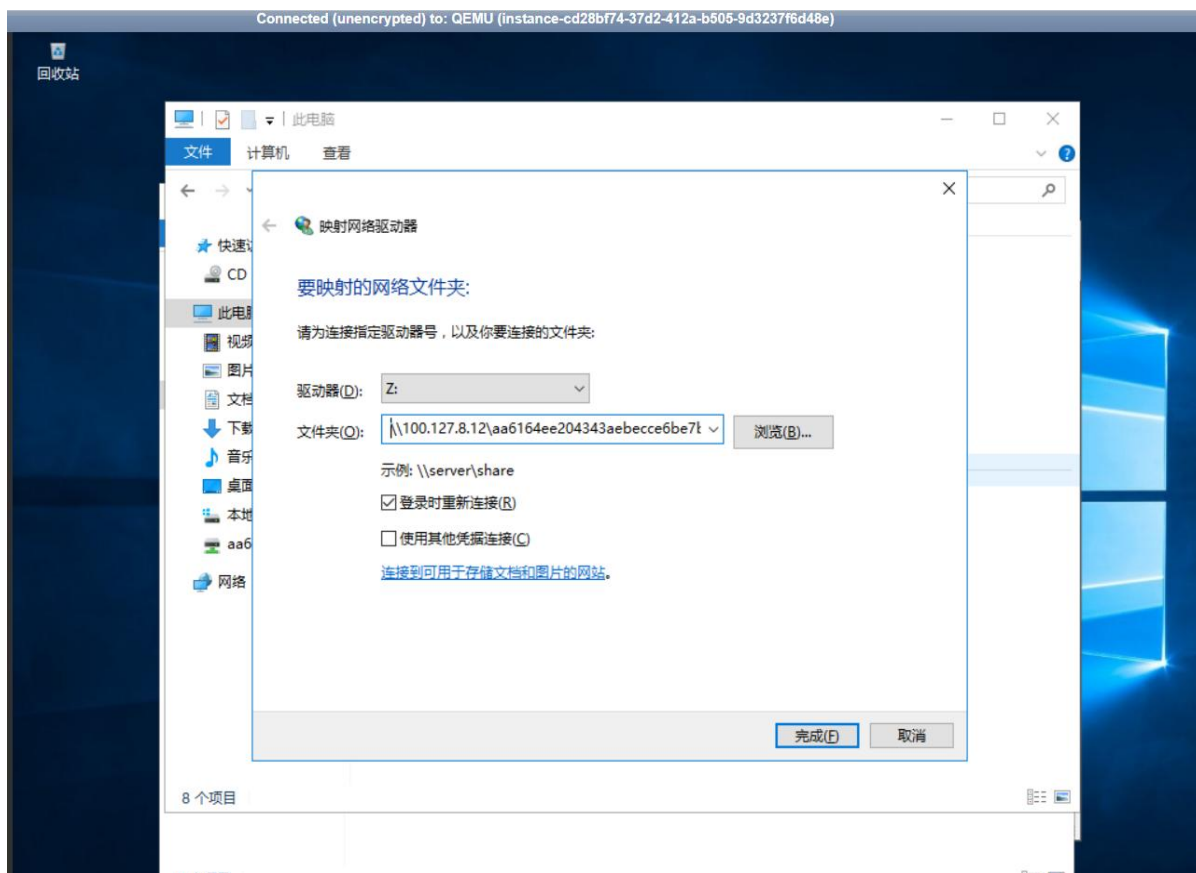 Connected (unencrypted) to: QEMU (instance-cd28bf74-37d2-412a-b505-9d3237f6d48e)
回收站
此电脑
文件 计算机 查看
映射网络驱动器
快速
CD
要映射的网络文件夹:
此电
视频
请为连接指定驱动器号，以及你要连接的文件夹:
图片
文档
驱动器(D): Z:
下载
文件夹(O): \\100.127.8.12\aa6164ee204343aebecce6be7b 浏览(B)...
音乐
示例: \\server\share
桌面
登录时重新连接(R)
本地
aa6
使用其他凭据连接(C)
连接到可用于存储文档和图片的网站。
网络
完成(F) 取消
8 个项目